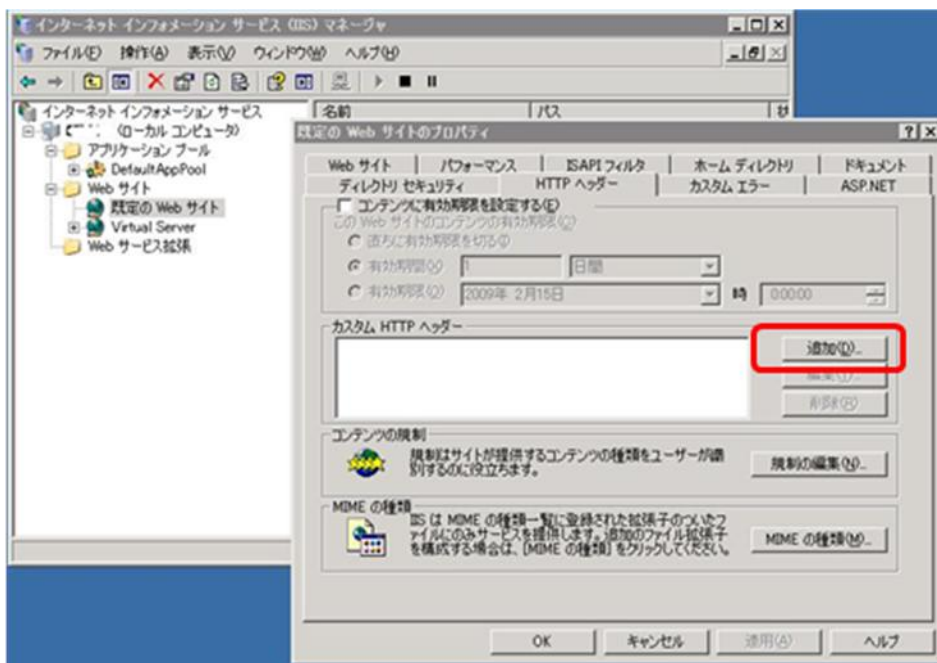 インターネット インフォメーション サービス (IIS) マネージャ
ファイル(F) 操作(A) 表示(V) ウィンドウ(W) ヘルプ(H)
インターネット インフォメーション サービス
(ローカル コンピュータ)
アプリケーション プール
DefaultAppPool
Web サイト
既定の Web サイト
Virtual Server
Web サービス拡張
名前 パス
既定の Web サイトのプロパティ
Web サイト パフォーマンス ISAPI フィルタ ホーム ディレクトリ ドキュメント
ディレクトリ セキュリティ HTTP ヘッダー カスタム エラー ASP.NET
コンテンツに有効期限を設定する(E)
この Web サイトのコンテンツの有効期限(C)
直ちに有効期限を切る(I)
有効期間(X) 1 日間
有効期限(O) 2009年 2月15日 時 0:00:00
カスタム HTTP ヘッダー
追加(D)...
編集(T)...
削除(R)
コンテンツの規制
規制はサイトが提供するコンテンツの種類をユーザーが識
別するのに役立ちます。
規制の編集(N)...
MIME の種類
IIS は MIME の種類一覧に登録された拡張子のついたフ
ァイルにのみサービスを提供します。追加のファイル拡張子
を構成する場合は、[MIME の種類] をクリックしてください。
MIME の種類(M)...
OK キャンセル 適用(A) ヘルプ